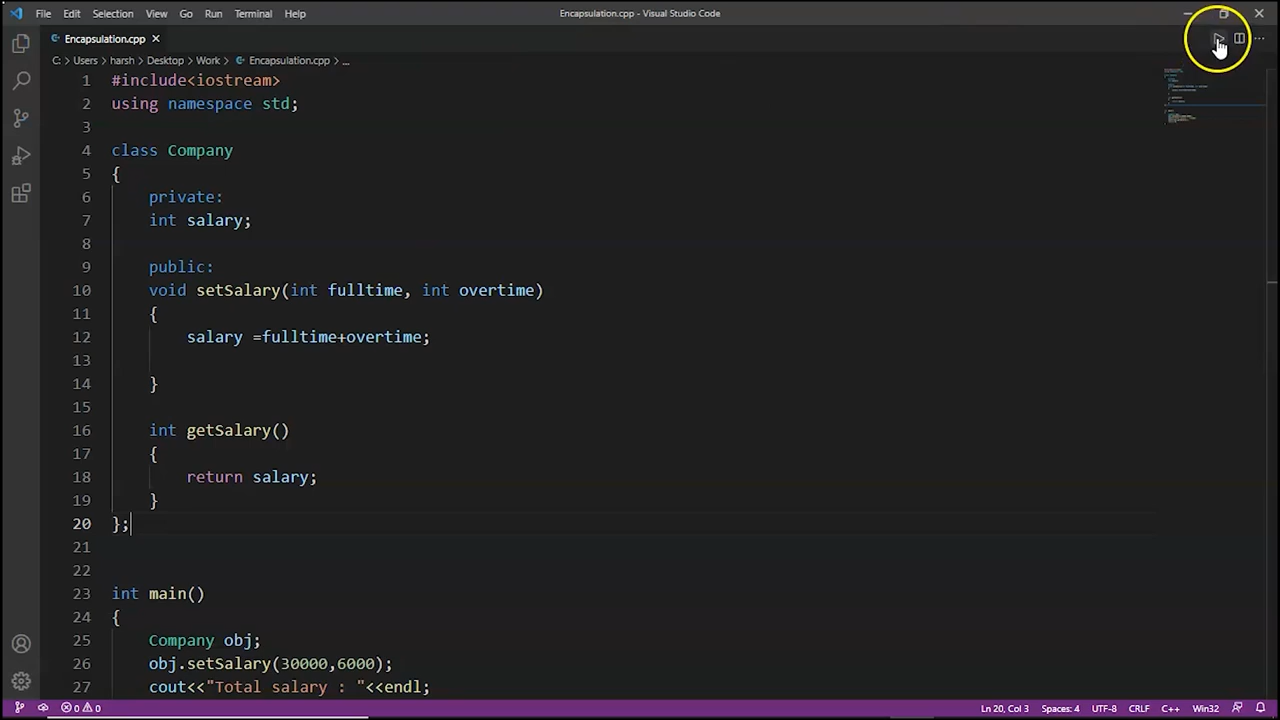 File Edit Selection View Go Run Terminal Help Encapsulation.cpp - Visual Studio Code
Encapsulation.cpp
C: > Users > harsh > Desktop > Work > Encapsulation.cpp > ...
1 #include<iostream>
2 using namespace std;
3
4 class Company
5 {
6 private:
7 int salary;
8
9 public:
10 void setSalary(int fulltime, int overtime)
11 {
12 salary =fulltime+overtime;
13
14 }
15
16 int getSalary()
17 {
18 return salary;
19 }
20 };
21
22
23 int main()
24 {
25 Company obj;
26 obj.setSalary(30000,6000);
27 cout<<"Total salary : "<<endl;
0 0 Ln 20, Col 3 Spaces: 4 UTF-8 CRLF C++ Win32